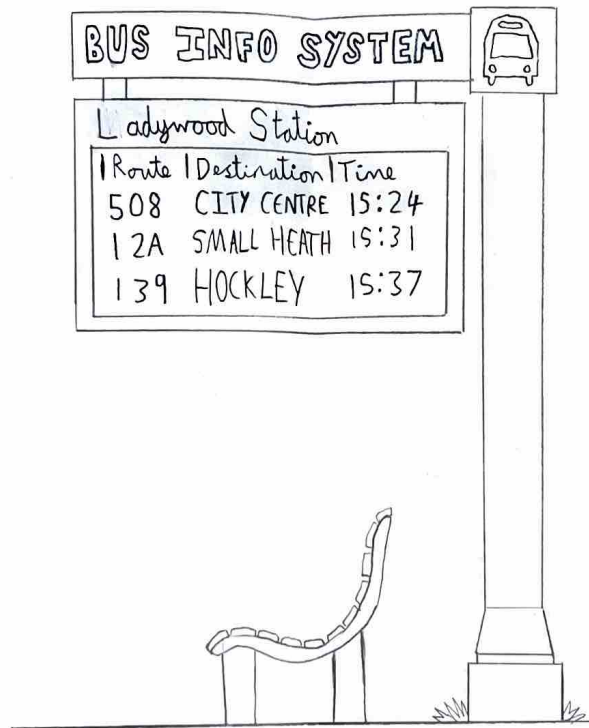 BUS INFO SYSTEM
Ladywood Station
|Route |Destination|Time
508 CITY CENTRE 15:24
12A SMALL HEATH 15:31
139 HOCKLEY 15:37